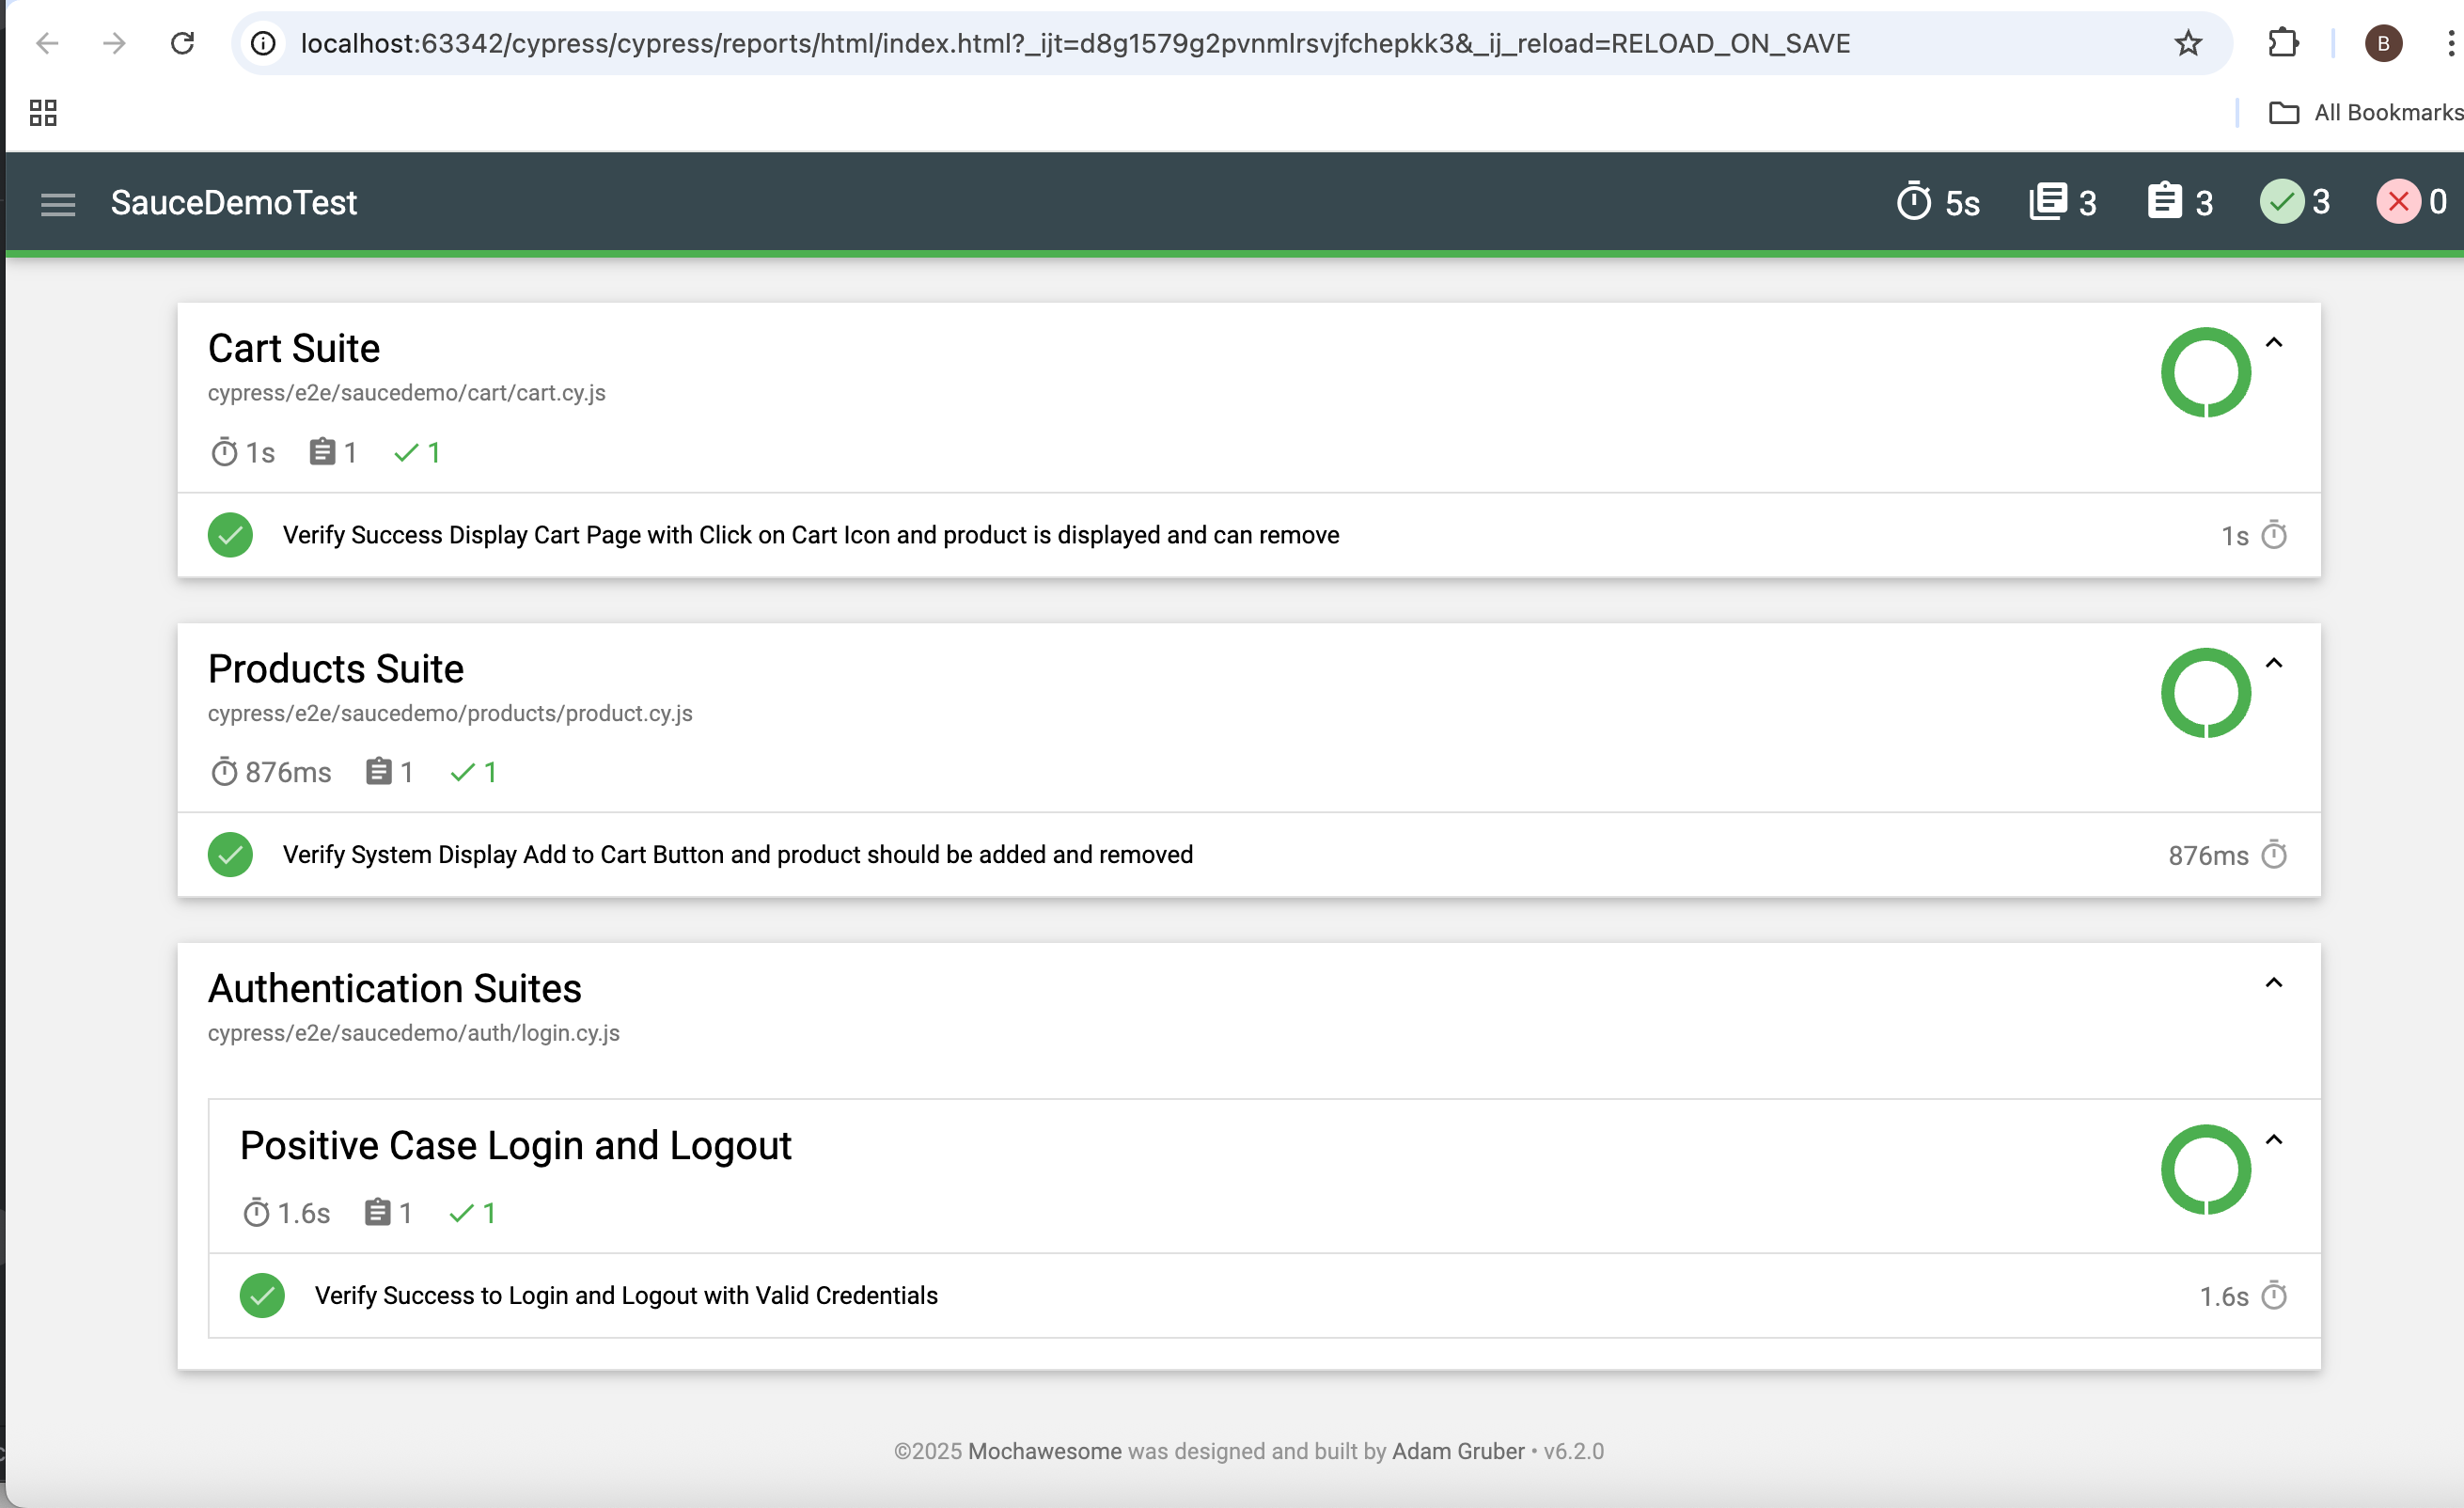 localhost:63342/cypress/cypress/reports/html/index.html?_ijt=d8g1579g2pvnmlrsvjfchepkk3&_ij_reload=RELOAD_ON_SAVE
B
All Bookmarks
SauceDemoTest 5s 3 3 3 0
Cart Suite
cypress/e2e/saucedemo/cart/cart.cy.js
1s 1 1
Verify Success Display Cart Page with Click on Cart Icon and product is displayed and can remove 1s
Products Suite
cypress/e2e/saucedemo/products/product.cy.js
876ms 1 1
Verify System Display Add to Cart Button and product should be added and removed 876ms
Authentication Suites
cypress/e2e/saucedemo/auth/login.cy.js
Positive Case Login and Logout
1.6s 1 1
Verify Success to Login and Logout with Valid Credentials 1.6s
©2025 Mochawesome was designed and built by Adam Gruber • v6.2.0